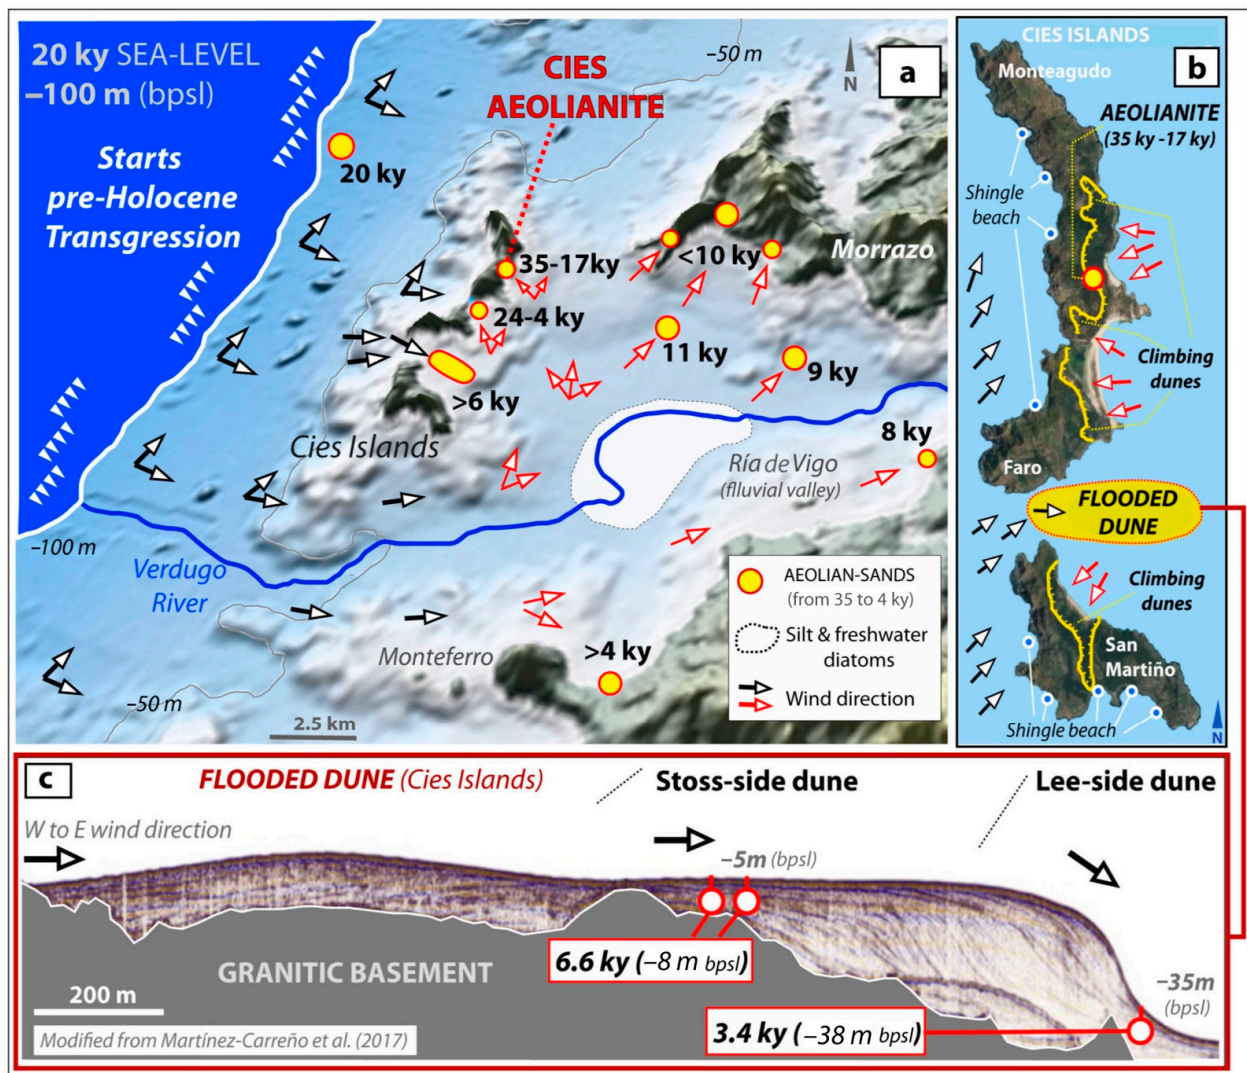 20 ky SEA-LEVEL
–100 m (bpsl)
Starts
pre-Holocene
Transgression
20 ky
CIES
AEOLIANITE
–50 m
N
a
35-17ky
24-4 ky
>6 ky
Cies Islands
<10 ky
Morrazo
11 ky
9 ky
8 ky
Ría de Vigo
(flluvial valley)
–100 m
Verdugo
River
Monteferro
>4 ky
–50 m
2.5 km
AEOLIAN-SANDS
(from 35 to 4 ky)
Silt & freshwater
diatoms
Wind direction
CIES ISLANDS
b
Monteagudo
AEOLIANITE
(35 ky -17 ky)
Shingle
beach
Climbing
dunes
Faro
FLOODED
DUNE
Climbing
dunes
San
Martiño
Shingle beach
N
c
FLOODED DUNE (Cies Islands)
Stoss-side dune
Lee-side dune
W to E wind direction
–5m (bpsl)
6.6 ky (–8 m bpsl)
GRANITIC BASEMENT
–35m
(bpsl)
200 m
3.4 ky (–38 m bpsl)
Modified from Martínez-Carreño et al. (2017)